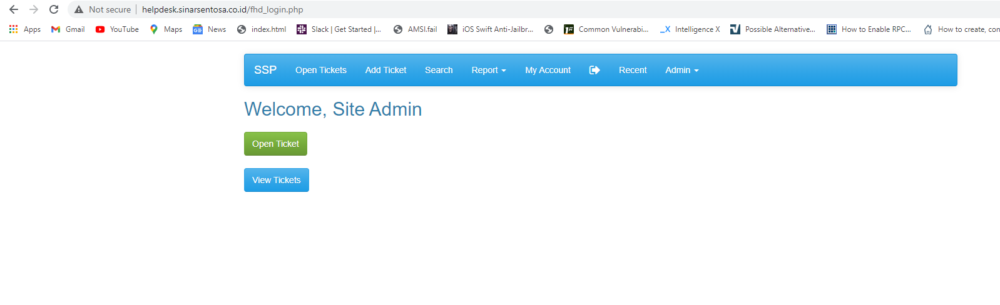 Not secure | helpdesk.sinarsentosa.co.id/fhd_login.php
Apps Gmail YouTube Maps News index.html Slack | Get Started |... AMSI.fail iOS Swift Anti-Jailbr... Common Vulnerabi... Intelligence X Possible Alternative... How to Enable RPC... How to create, con
SSP Open Tickets Add Ticket Search Report My Account Recent Admin
Welcome, Site Admin
Open Ticket
View Tickets